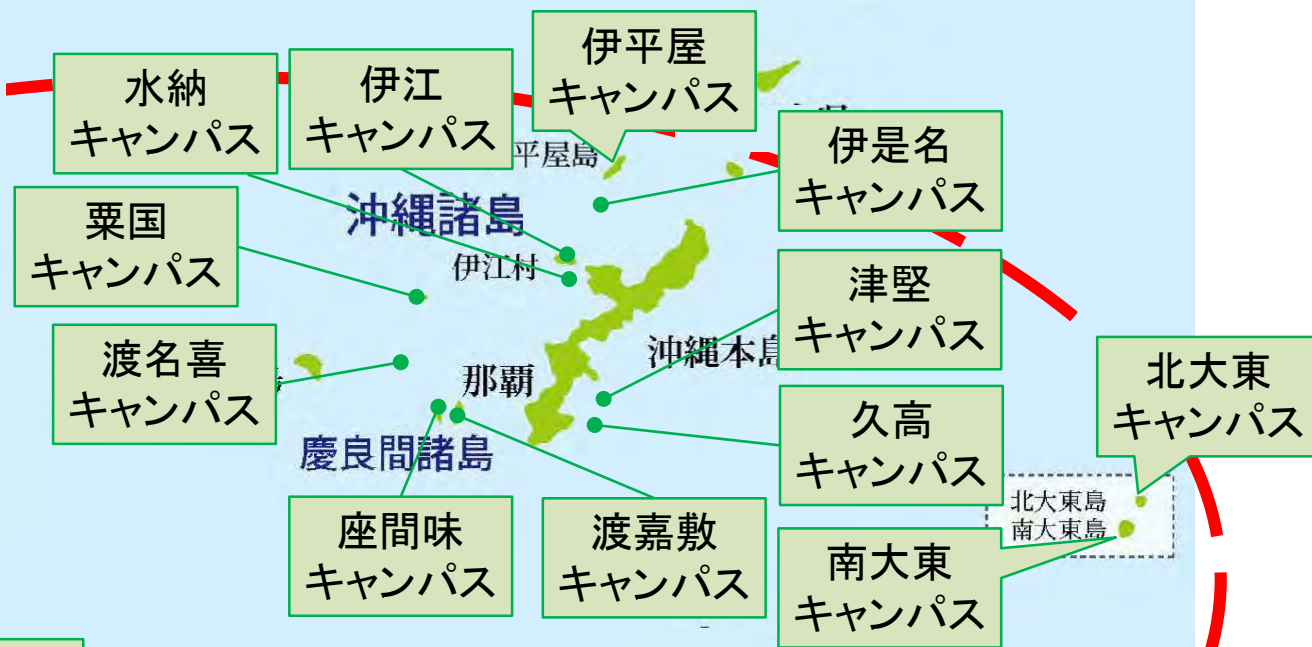 水納
キャンパス
伊江
キャンパス
伊平屋
キャンパス
伊是名
キャンパス
平屋島
沖縄諸島
粟国
キャンパス
伊江村
津堅
キャンパス
渡名喜
キャンパス
那覇
沖縄本島
北大東
キャンパス
久高
キャンパス
慶良間諸島
座間味
キャンパス
渡嘉敷
キャンパス
北大東島
南大東島
南大東
キャンパス